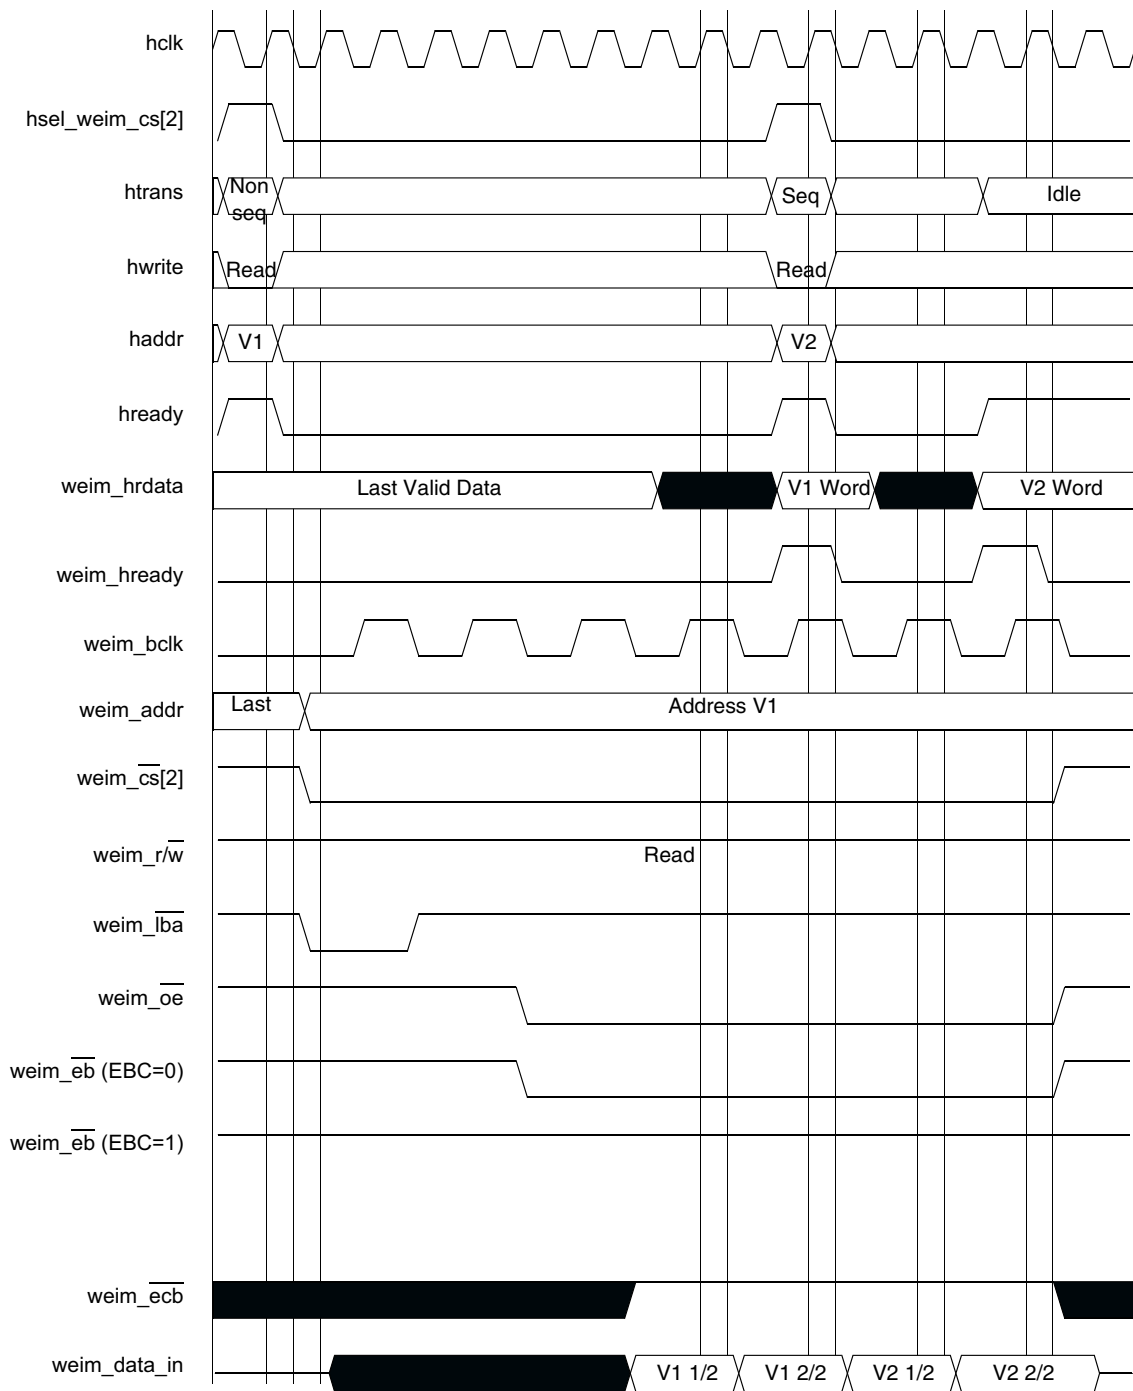 hclk
hsel_weim_cs[2]
htrans
Non
seq
Seq
Idle
hwrite
Read
Read
haddr
V1
V2
hready
weim_hrdata
Last Valid Data
V1 Word
V2 Word
weim_hready
weim_bclk
weim_addr
Last
Address V1
weim_cs[2]
weim_r/w
Read
weim_lba
weim_oe
weim_eb (EBC=0)
weim_eb (EBC=1)
weim_ecb
weim_data_in
V1 1/2
V1 2/2
V2 1/2
V2 2/2